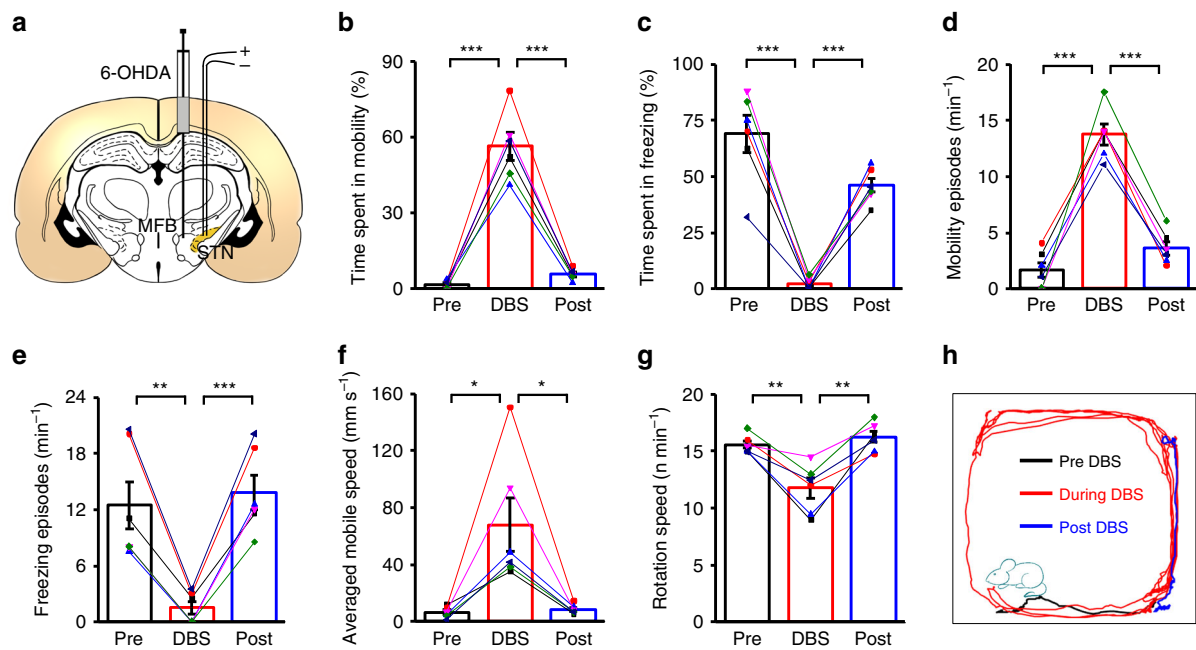 a
6-OHDA
+
−
MFB
STN
b
Time spent in mobility (%)
90
60
30
0
***
***
Pre DBS Post
c
Time spent in freezing (%)
100
75
50
25
0
***
***
Pre DBS Post
d
Mobility episodes (min⁻¹)
20
15
10
5
0
***
***
Pre DBS Post
e
Freezing episodes (min⁻¹)
24
18
12
6
0
**
***
Pre DBS Post
f
Averaged mobile speed (mm s⁻¹)
160
120
80
40
0
*
*
Pre DBS Post
g
Rotation speed (n min⁻¹)
20
15
10
5
0
**
**
Pre DBS Post
h
Pre DBS
During DBS
Post DBS